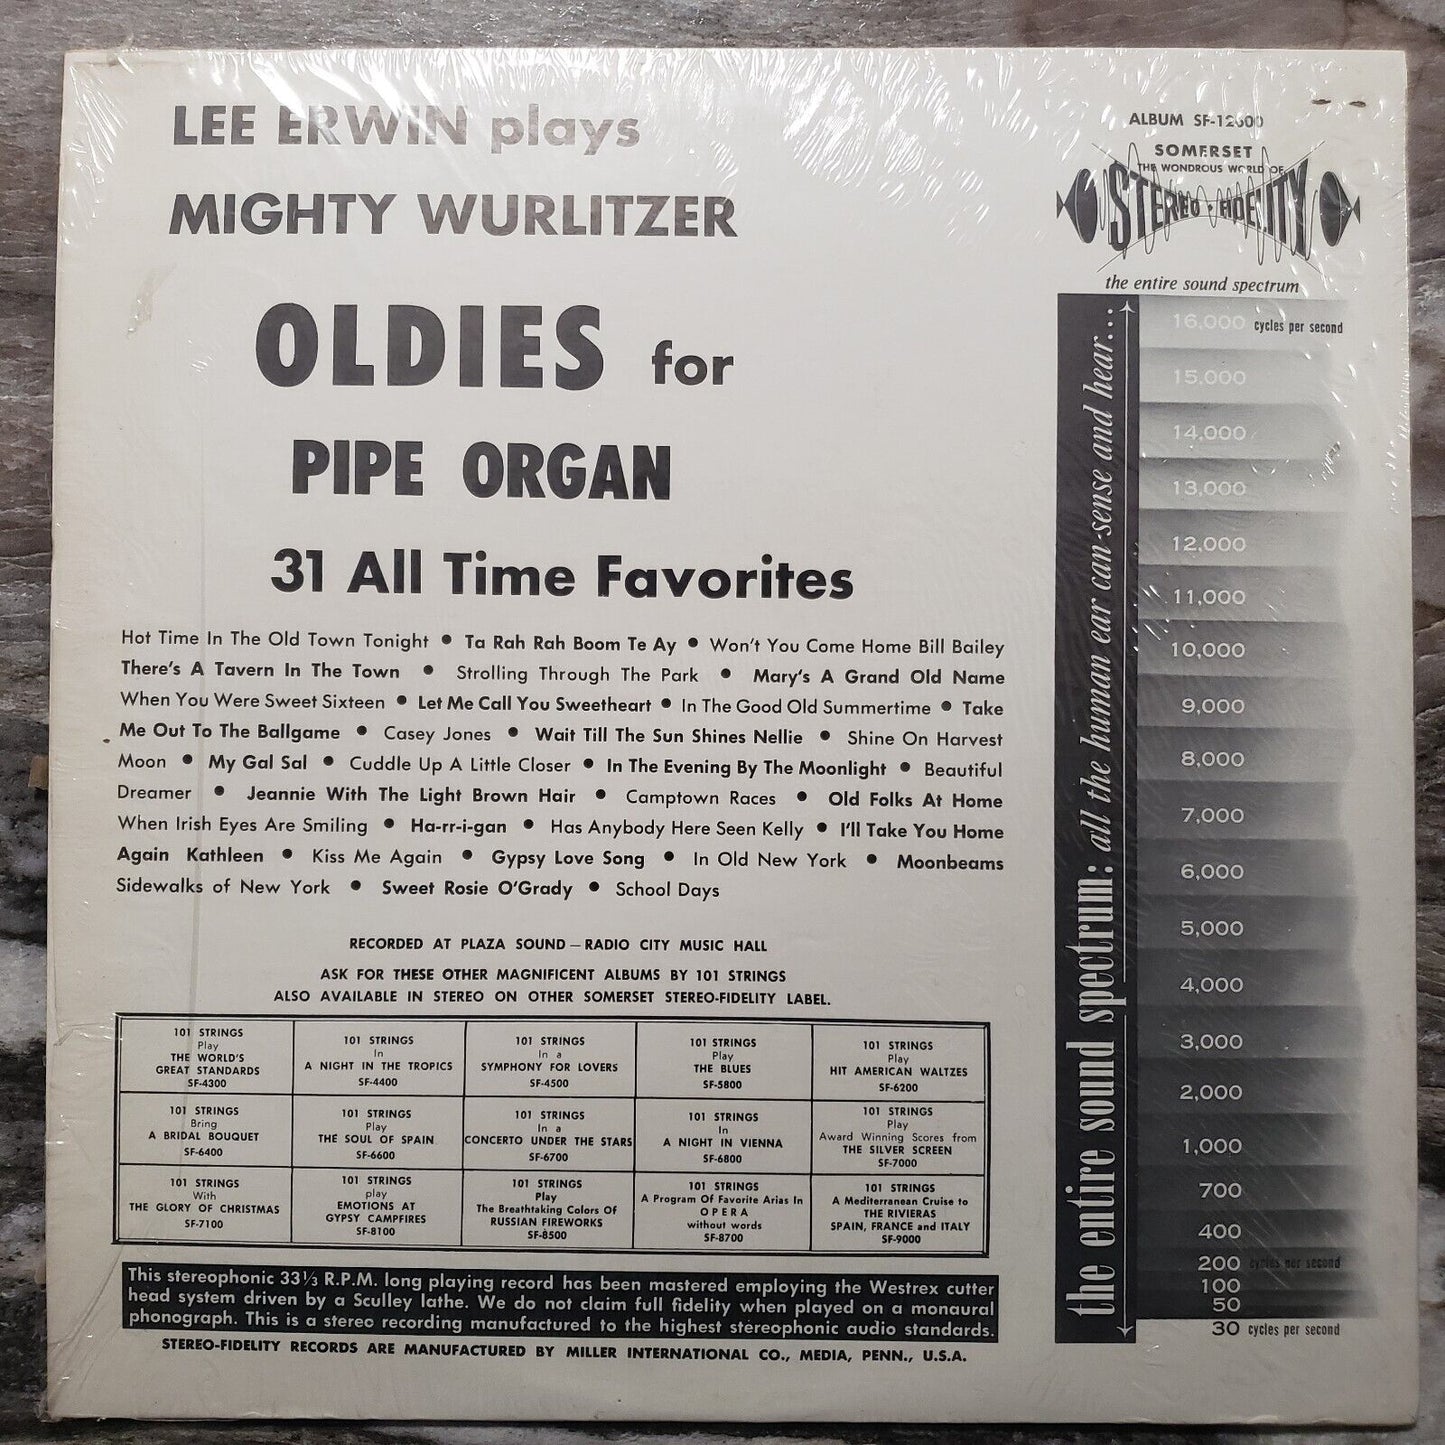 LEE ERWIN plays
MIGHTY WURLITZER
OLDIES for
PIPE ORGAN
31 All Time Favorites
Hot Time In The Old Town Tonight • Ta Rah Rah Boom Te Ay • Won't You Come Home Bill Bailey
There's A Tavern In The Town • Strolling Through The Park • Mary's A Grand Old Name
When You Were Sweet Sixteen • Let Me Call You Sweetheart • In The Good Old Summertime • Take
Me Out To The Ballgame • Casey Jones • Wait Till The Sun Shines Nellie • Shine On Harvest
Moon • My Gal Sal • Cuddle Up A Little Closer • In The Evening By The Moonlight • Beautiful
Dreamer • Jeannie With The Light Brown Hair • Camptown Races • Old Folks At Home
When Irish Eyes Are Smiling • Ha-rr-i-gan • Has Anybody Here Seen Kelly • I'll Take You Home
Again Kathleen • Kiss Me Again • Gypsy Love Song • In Old New York • Moonbeams
Sidewalks of New York • Sweet Rosie O'Grady • School Days
RECORDED AT PLAZA SOUND – RADIO CITY MUSIC HALL
ASK FOR THESE OTHER MAGNIFICENT ALBUMS BY 101 STRINGS
ALSO AVAILABLE IN STEREO ON OTHER SOMERSET STEREO-FIDELITY LABEL.
101 STRINGS
Play
THE WORLD'S
GREAT STANDARDS
SF-4300
101 STRINGS
In
A NIGHT IN THE TROPICS
SF-4400
101 STRINGS
In a
SYMPHONY FOR LOVERS
SF-4500
101 STRINGS
Play
THE BLUES
SF-5800
101 STRINGS
Play
HIT AMERICAN WALTZES
SF-6200
101 STRINGS
Bring
A BRIDAL BOUQUET
SF-6400
101 STRINGS
Play
THE SOUL OF SPAIN
SF-6600
101 STRINGS
In a
CONCERTO UNDER THE STARS
SF-6700
101 STRINGS
In
A NIGHT IN VIENNA
SF-6800
101 STRINGS
Play
Award Winning Scores from
THE SILVER SCREEN
SF-7000
101 STRINGS
With
THE GLORY OF CHRISTMAS
SF-7100
101 STRINGS
play
EMOTIONS AT
GYPSY CAMPFIRES
SF-8100
101 STRINGS
Play
The Breathtaking Colors Of
RUSSIAN FIREWORKS
SF-8500
101 STRINGS
A Program Of Favorite Arias In
OPERA
without words
SF-8700
101 STRINGS
A Mediterranean Cruise to
THE RIVIERAS
SPAIN, FRANCE and ITALY
SF-9000
This stereophonic 33⅓ R.P.M. long playing record has been mastered employing the Westrex cutter
head system driven by a Sculley lathe. We do not claim full fidelity when played on a monaural
phonograph. This is a stereo recording manufactured to the highest stereophonic audio standards.
STEREO-FIDELITY RECORDS ARE MANUFACTURED BY MILLER INTERNATIONAL CO., MEDIA, PENN., U.S.A.
ALBUM SF-12600
SOMERSET
THE WONDROUS WORLD OF
STEREO • FIDELITY
the entire sound spectrum
the entire sound spectrum: all the human ear can-sense and hear...
16,000 cycles per second
15,000
14,000
13,000
12,000
11,000
10,000
9,000
8,000
7,000
6,000
5,000
4,000
3,000
2,000
1,000
700
400
200 cycles per second
100
50
30 cycles per second